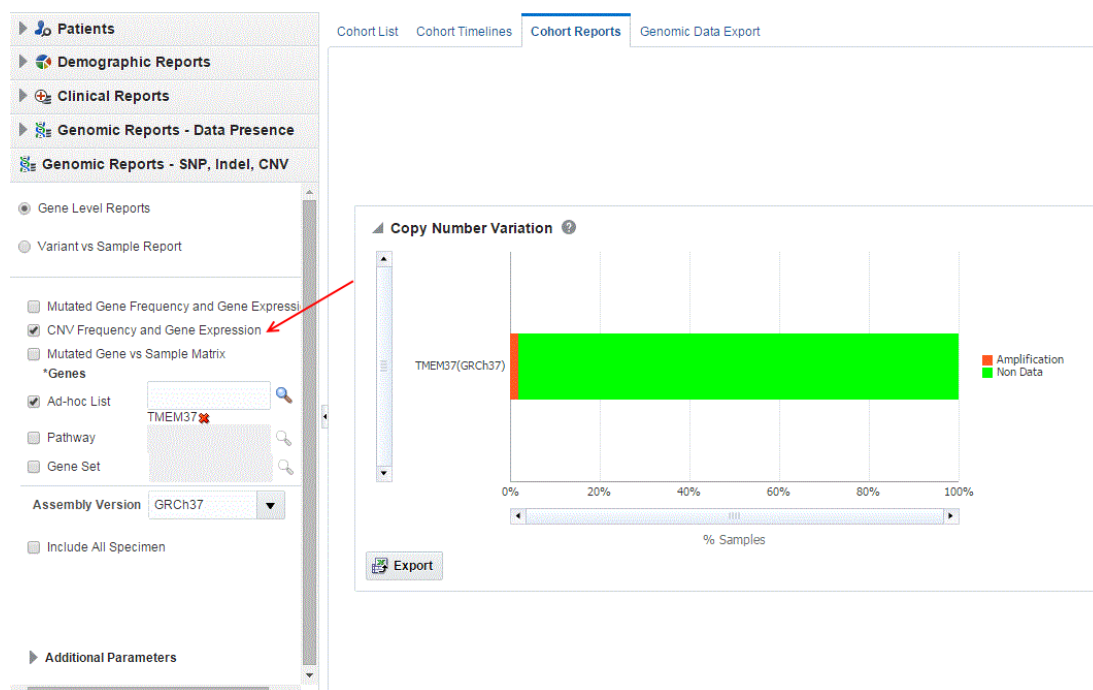 Patients
Demographic Reports
Clinical Reports
Genomic Reports - Data Presence
Genomic Reports - SNP, Indel, CNV
Gene Level Reports
Variant vs Sample Report
Mutated Gene Frequency and Gene Expressi
CNV Frequency and Gene Expression
Mutated Gene vs Sample Matrix
*Genes
Ad-hoc List
TMEM37
Pathway
Gene Set
Assembly Version GRCh37
Include All Specimen
Additional Parameters
Cohort List Cohort Timelines Cohort Reports Genomic Data Export
Copy Number Variation ?
TMEM37(GRCh37)
Amplification
Non Data
0% 20% 40% 60% 80% 100%
% Samples
Export